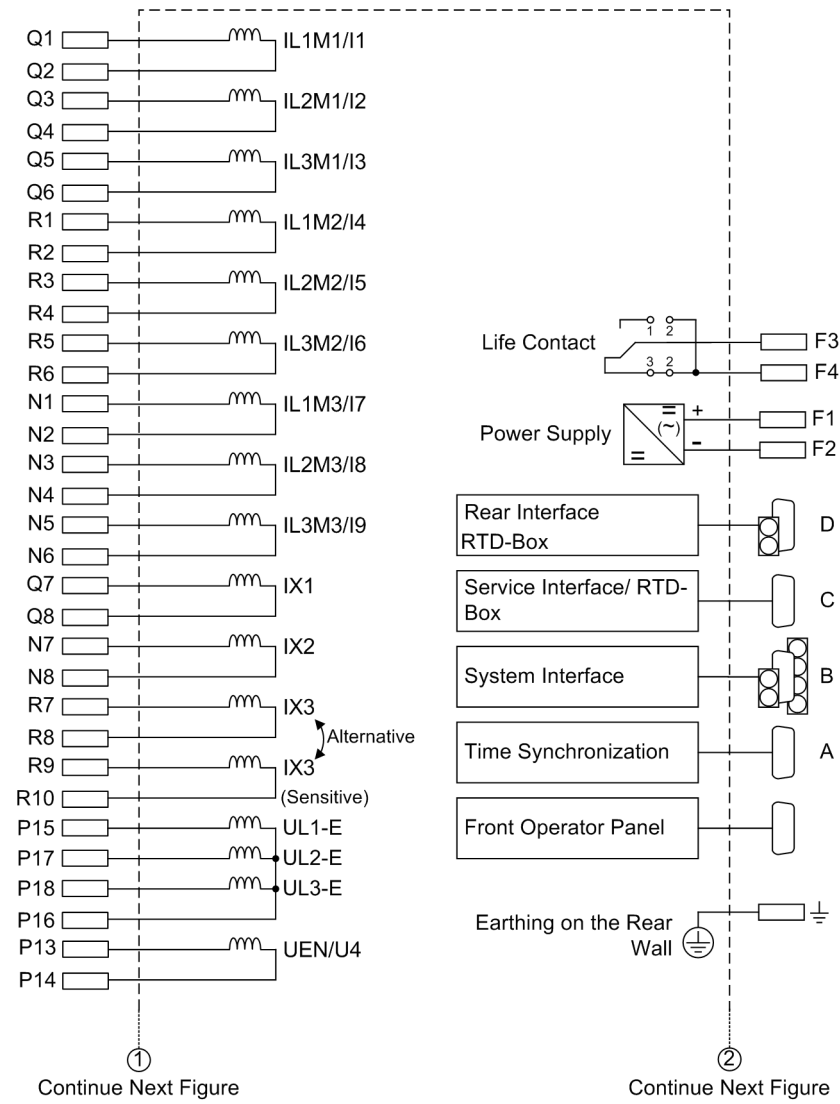 Q1 IL1M1/I1
Q2
Q3 IL2M1/I2
Q4
Q5 IL3M1/I3
Q6
R1 IL1M2/I4
R2
R3 IL2M2/I5
R4
R5 IL3M2/I6
R6
N1 IL1M3/I7
N2
N3 IL2M3/I8
N4
N5 IL3M3/I9
N6
Q7 IX1
Q8
N7 IX2
N8
R7 IX3
R8 Alternative
R9 IX3
R10 (Sensitive)
P15 UL1-E
P17 UL2-E
P18 UL3-E
P16
P13 UEN/U4
P14
1
Continue Next Figure
Life Contact
1 2
3 2
F3
F4
Power Supply
= + 
(~)
= -
F1
F2
Rear Interface
RTD-Box
D
Service Interface/ RTD-
Box
C
System Interface
B
Time Synchronization
A
Front Operator Panel
Earthing on the Rear
Wall
2
Continue Next Figure